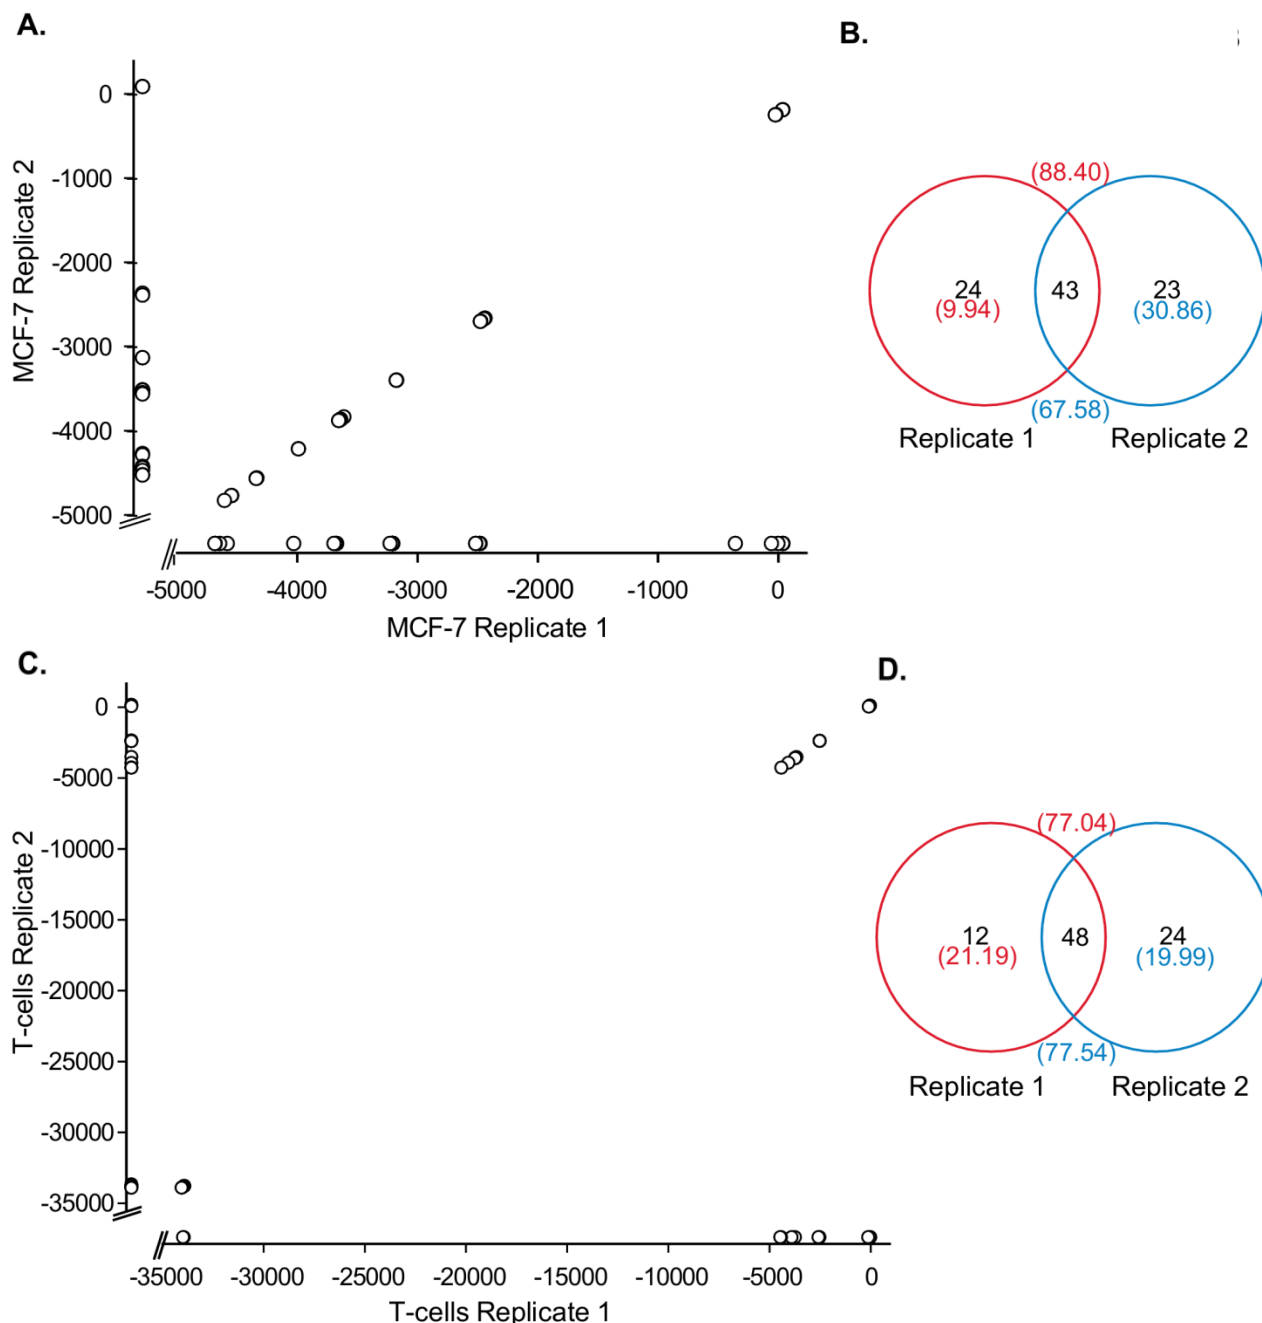 A.
MCF-7 Replicate 2
0
-1000
-2000
-3000
-4000
-5000
-5000 -4000 -3000 -2000 -1000 0
MCF-7 Replicate 1
B.
(88.40)
24 43 23
(9.94) (30.86)
(67.58)
Replicate 1 Replicate 2
C.
T-cells Replicate 2
0
-5000
-10000
-15000
-20000
-25000
-30000
-35000
-35000 -30000 -25000 -20000 -15000 -10000 -5000 0
T-cells Replicate 1
D.
(77.04)
12 48 24
(21.19) (19.99)
(77.54)
Replicate 1 Replicate 2